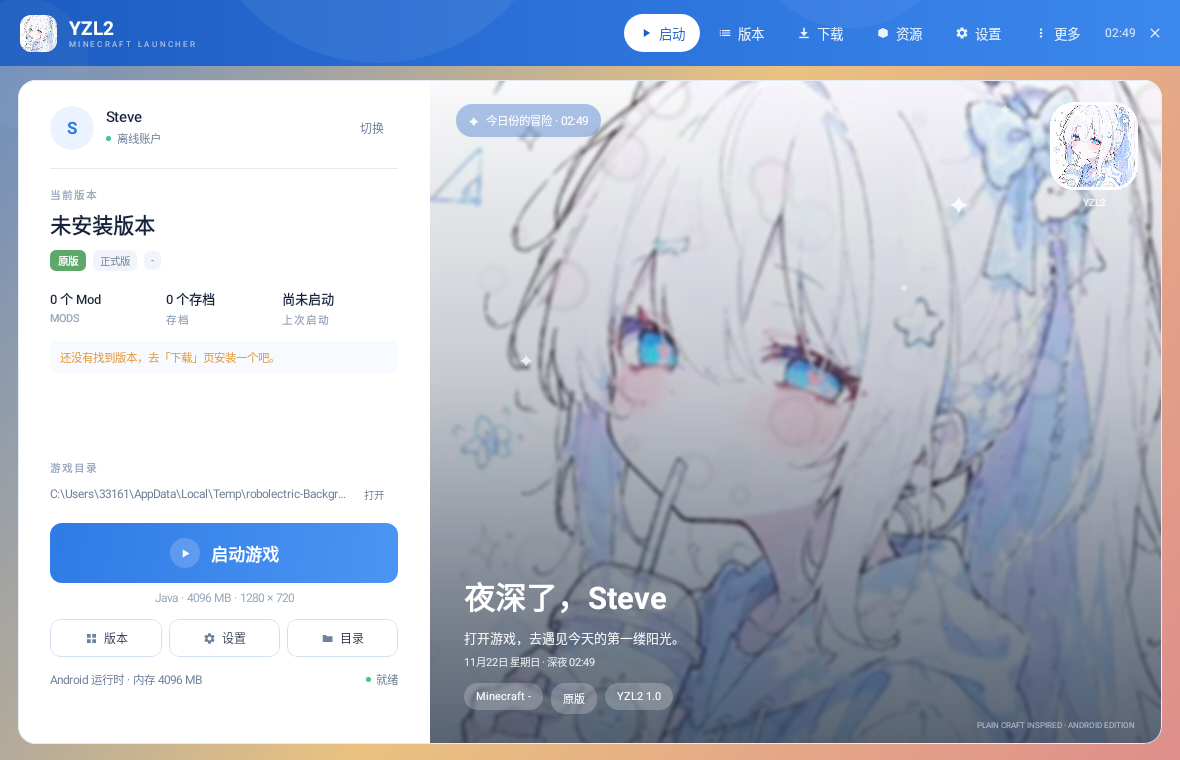 YZL2
MINECRAFT LAUNCHER
启动
版本
下载
资源
设置
更多
02:49
S
Steve
离线账户
切换
当前版本
未安装版本
原版
正式版
-
0 个 Mod
MODS
0 个存档
存档
尚未启动
上次启动
还没有找到版本，去「下载」页安装一个吧。
游戏目录
C:\Users\33161\AppData\Local\Temp\robolectric-Backgr...
打开
启动游戏
Java · 4096 MB · 1280 × 720
版本
设置
目录
Android 运行时 · 内存 4096 MB
就绪
今日份的冒险 · 02:49
YZL2
夜深了，Steve
打开游戏，去遇见今天的第一缕阳光。
11月22日 星期日 · 深夜 02:49
Minecraft -
原版
YZL2 1.0
PLAIN CRAFT INSPIRED · ANDROID EDITION